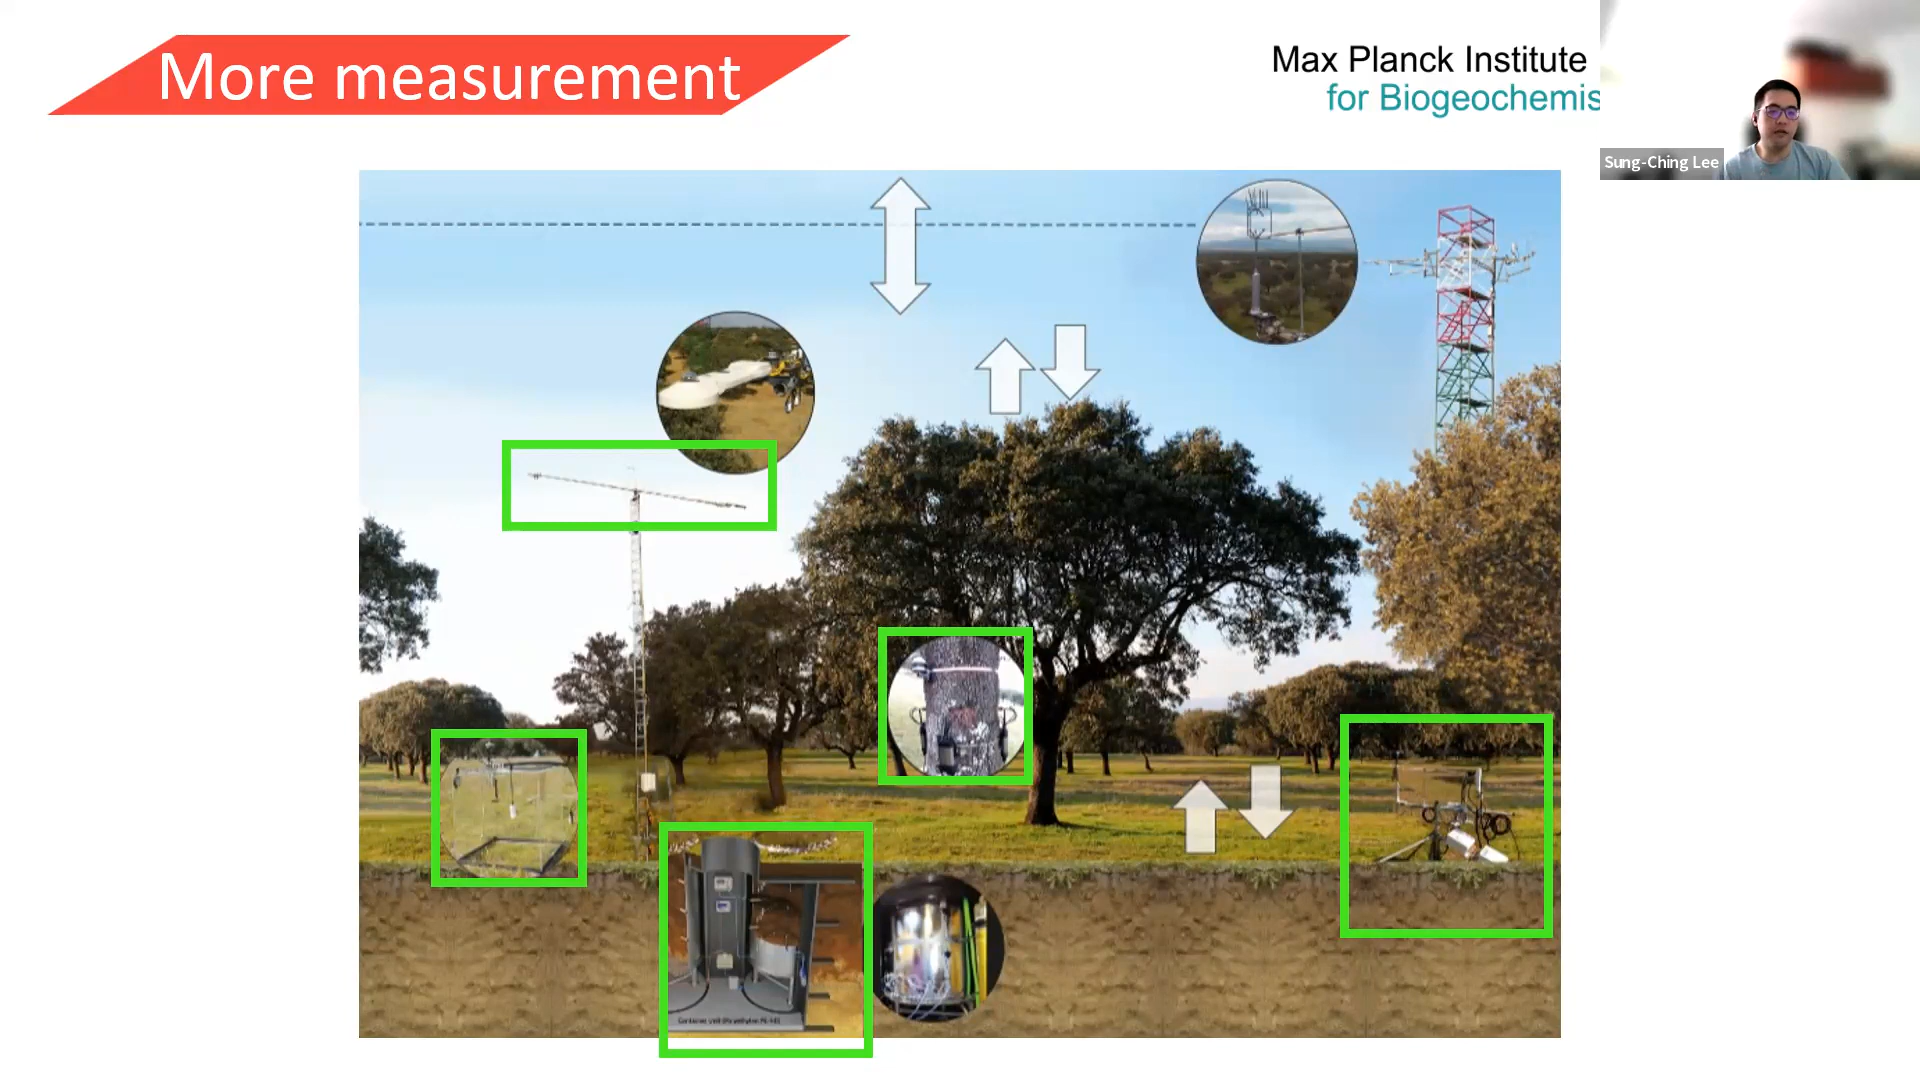 More measurement
Max Planck Institute
for Biogeochemis
Sung-Ching Lee